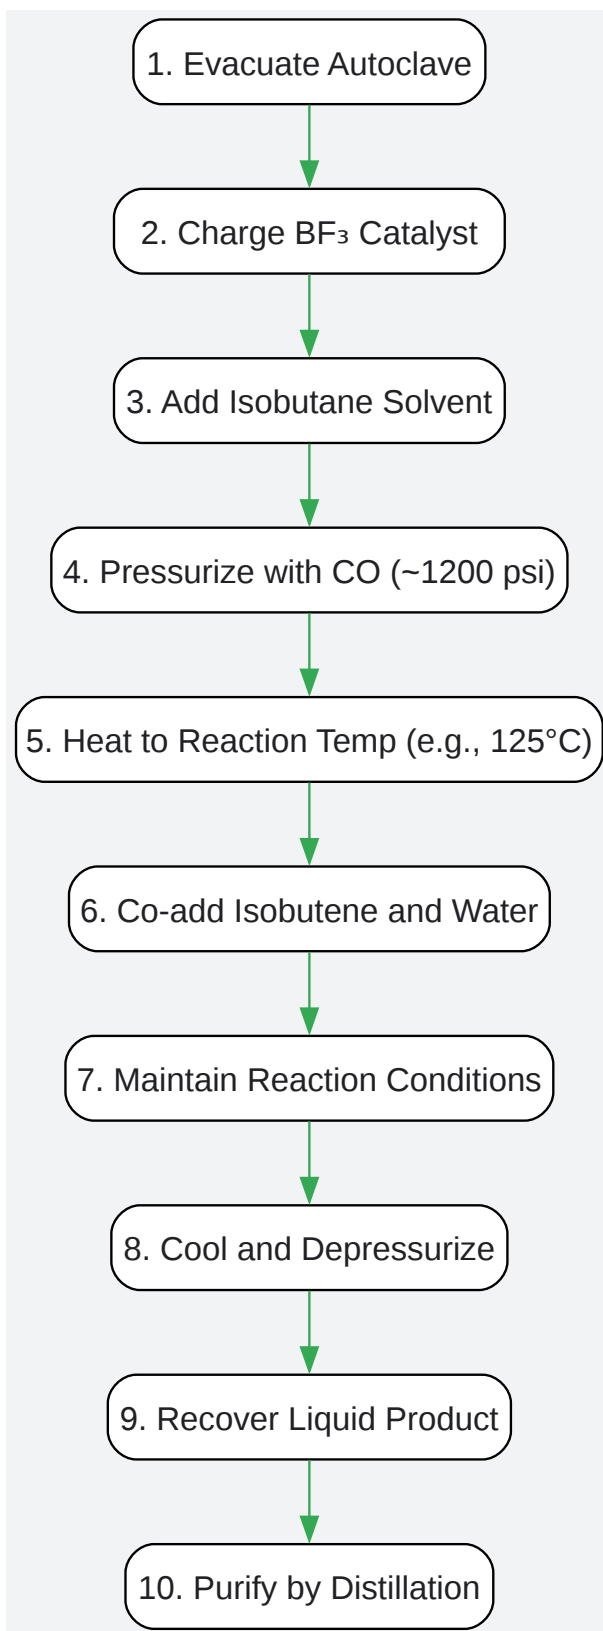 1. Evacuate Autoclave
2. Charge BF₃ Catalyst
3. Add Isobutane Solvent
4. Pressurize with CO (~1200 psi)
5. Heat to Reaction Temp (e.g., 125°C)
6. Co-add Isobutene and Water
7. Maintain Reaction Conditions
8. Cool and Depressurize
9. Recover Liquid Product
10. Purify by Distillation